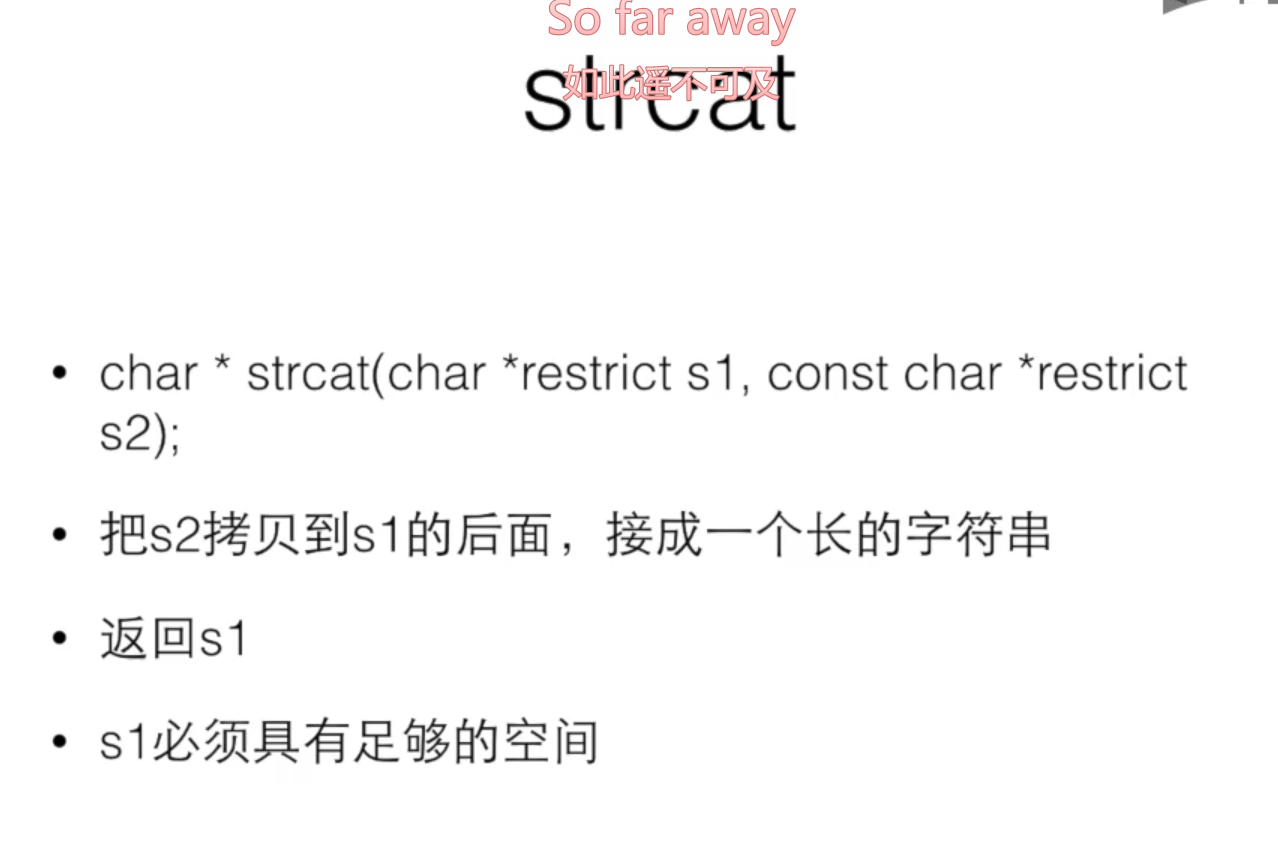 So far away
如此遥不可及
strcat
• char * strcat(char *restrict s1, const char *restrict
s2);
• 把s2拷贝到s1的后面，接成一个长的字符串
• 返回s1
• s1必须具有足够的空间